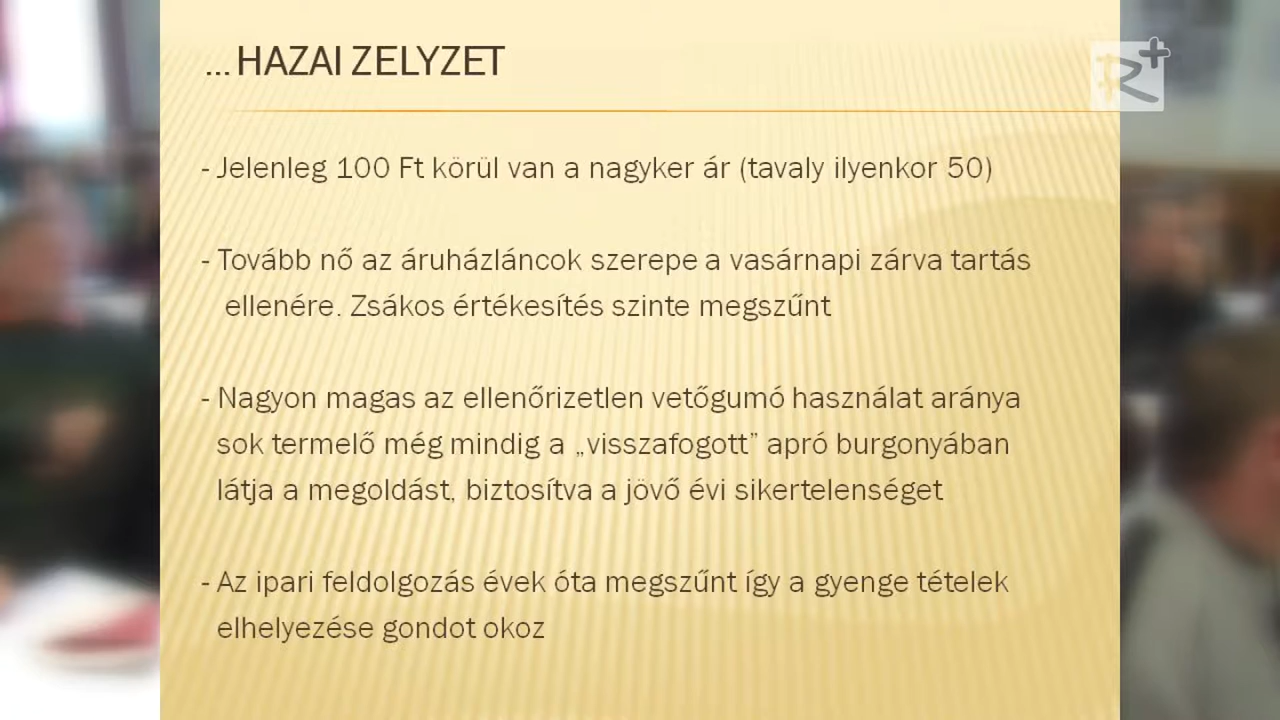 ... HAZAI ZELYZET
R+
- Jelenleg 100 Ft körül van a nagyker ár (tavaly ilyenkor 50)
- Tovább nő az áruházláncok szerepe a vasárnapi zárva tartás
ellenére. Zsákos értékesítés szinte megszűnt
- Nagyon magas az ellenőrizetlen vetőgumó használat aránya
sok termelő még mindig a „visszafogott” apró burgonyában
látja a megoldást, biztosítva a jövő évi sikertelenséget
- Az ipari feldolgozás évek óta megszűnt így a gyenge tételek
elhelyezése gondot okoz